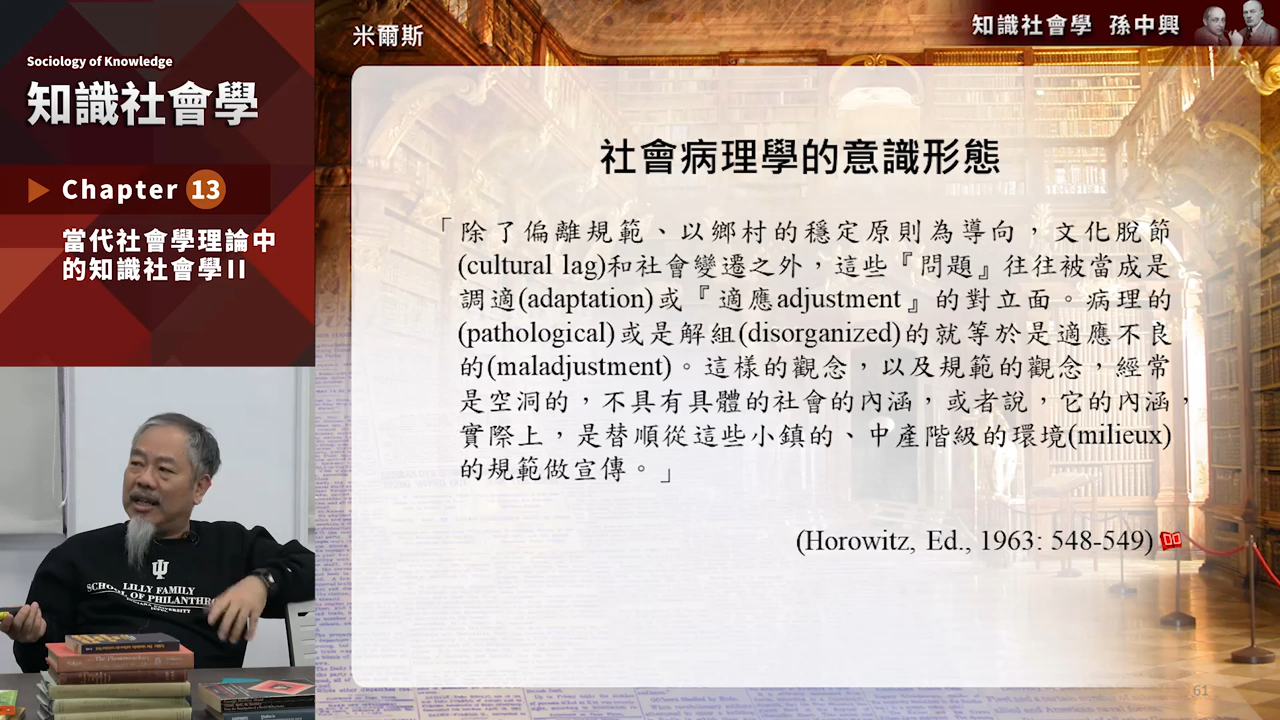 Sociology of Knowledge
知識社會學
Chapter 13
當代社會學理論中
的知識社會學II
米爾斯
知識社會學 孫中興
社會病理學的意識形態
「除了偏離規範、以鄉村的穩定原則為導向，文化脫節
(cultural lag)和社會變遷之外，這些『問題』往往被當成是
調適(adaptation)或『適應adjustment』的對立面。病理的
(pathological)或是解組(disorganized)的就等於是適應不良
的(maladjustment)。這樣的觀念，以及規範的觀念，經常
是空洞的，不具有具體的社會的內涵，或者說，它的內涵，
實際上，是替順從這些小鎮的、中產階級的環境(milieux)
的規範做宣傳。」
(Horowitz, Ed., 1963: 548-549)
61
LILLY FAMILY
SCHOOL OF PHILANTHRO